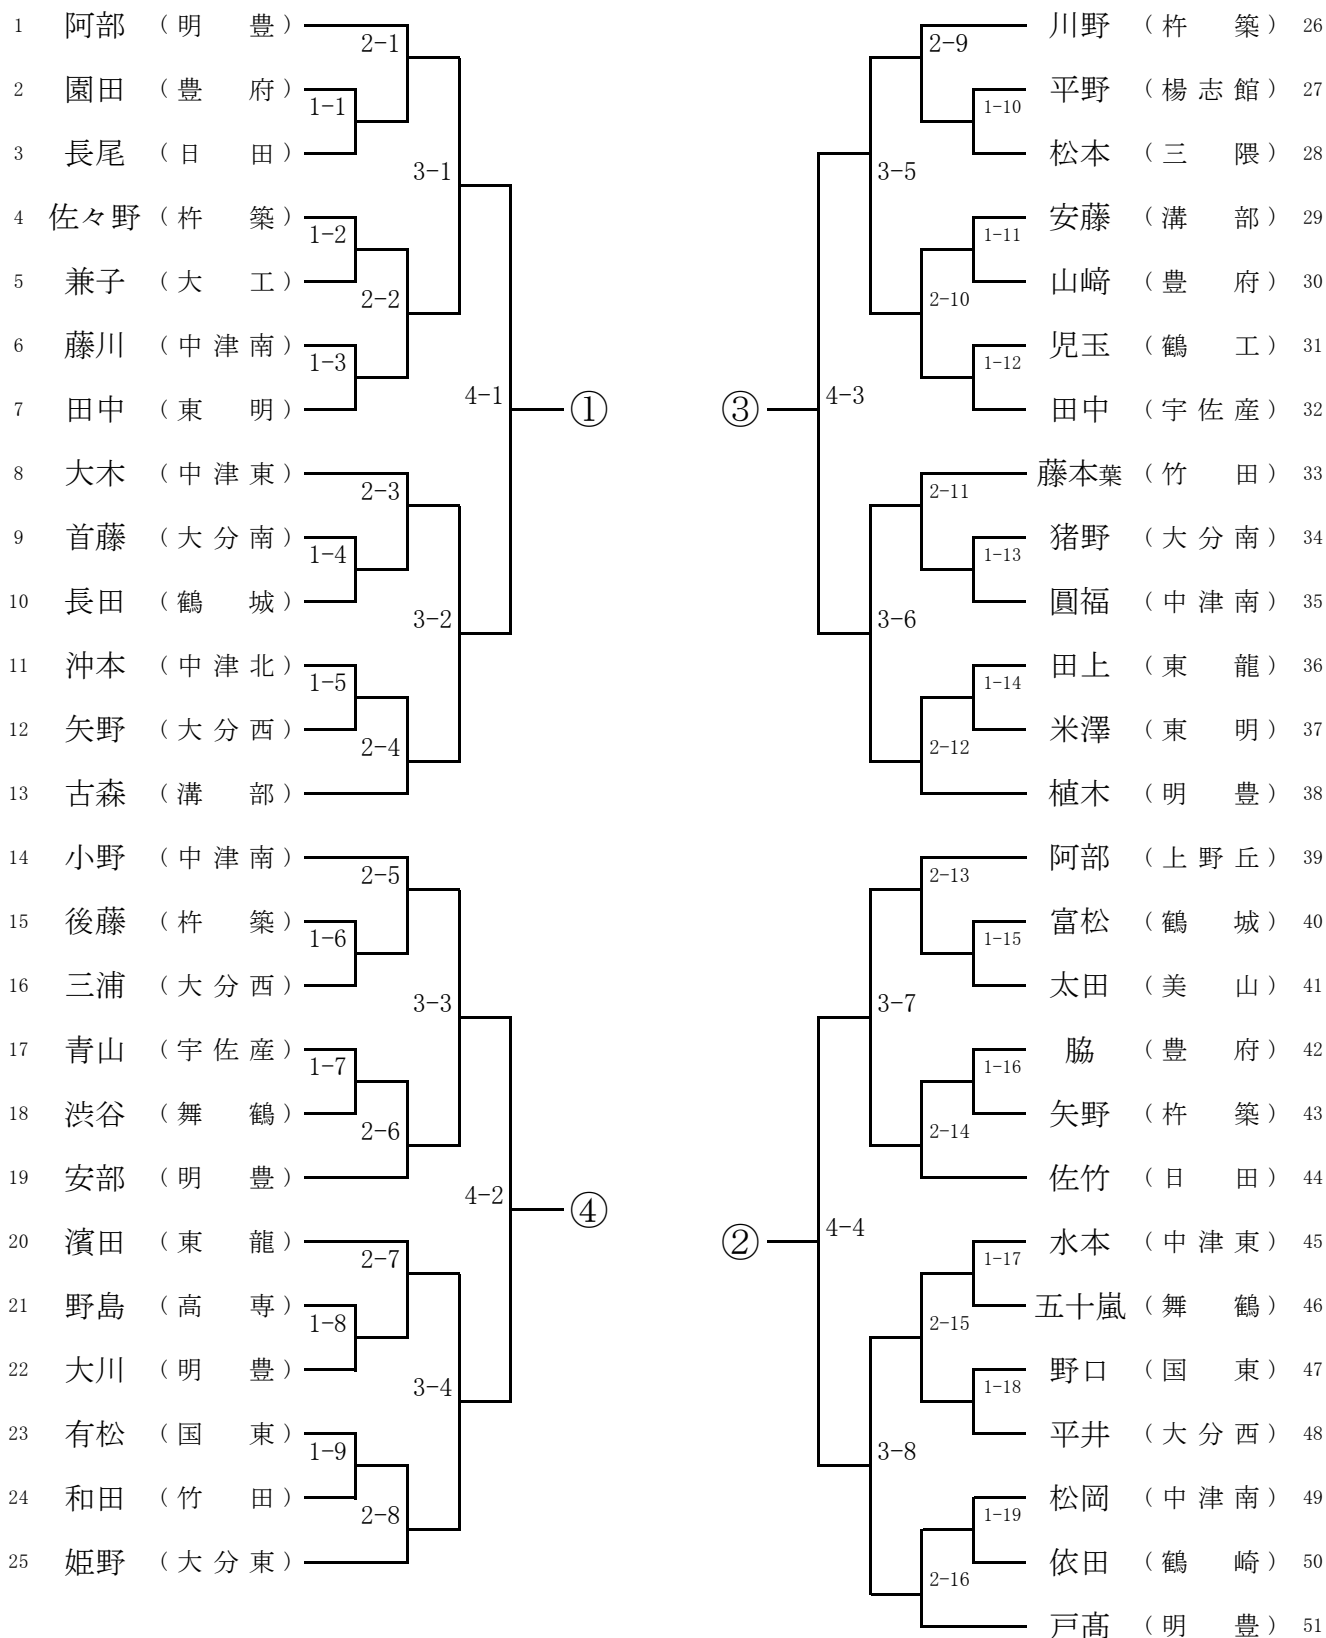 1 阿部 （明 豊）
2-1
2 園田 （豊 府）
1-1
3 長尾 （日 田）
3-1
4 佐々野 （杵 築）
1-2
5 兼子 （大 工）
2-2
6 藤川 （中津南）
1-3
7 田中 （東 明）
4-1
①
8 大木 （中津東）
2-3
9 首藤 （大分南）
1-4
10 長田 （鶴 城）
3-2
11 沖本 （中津北）
1-5
12 矢野 （大分西）
2-4
13 古森 （溝 部）
14 小野 （中津南）
2-5
15 後藤 （杵 築）
1-6
16 三浦 （大分西）
3-3
17 青山 （宇佐産）
1-7
18 渋谷 （舞 鶴）
2-6
19 安部 （明 豊）
4-2
④
20 濱田 （東 龍）
2-7
21 野島 （高 専）
1-8
22 大川 （明 豊）
3-4
23 有松 （国 東）
1-9
24 和田 （竹 田）
2-8
25 姫野 （大分東）
川野 （杵 築） 26
2-9
平野 （楊志館） 27
1-10
松本 （三 隈） 28
3-5
安藤 （溝 部） 29
1-11
山﨑 （豊 府） 30
2-10
児玉 （鶴 工） 31
1-12
田中 （宇佐産） 32
③
4-3
藤本葉 （竹 田） 33
2-11
猪野 （大分南） 34
1-13
圓福 （中津南） 35
3-6
田上 （東 龍） 36
1-14
米澤 （東 明） 37
2-12
植木 （明 豊） 38
阿部 （上野丘） 39
2-13
富松 （鶴 城） 40
1-15
太田 （美 山） 41
3-7
脇 （豊 府） 42
1-16
矢野 （杵 築） 43
2-14
佐竹 （日 田） 44
②
4-4
水本 （中津東） 45
1-17
五十嵐 （舞 鶴） 46
2-15
野口 （国 東） 47
1-18
平井 （大分西） 48
3-8
松岡 （中津南） 49
1-19
依田 （鶴 崎） 50
2-16
戸髙 （明 豊） 51